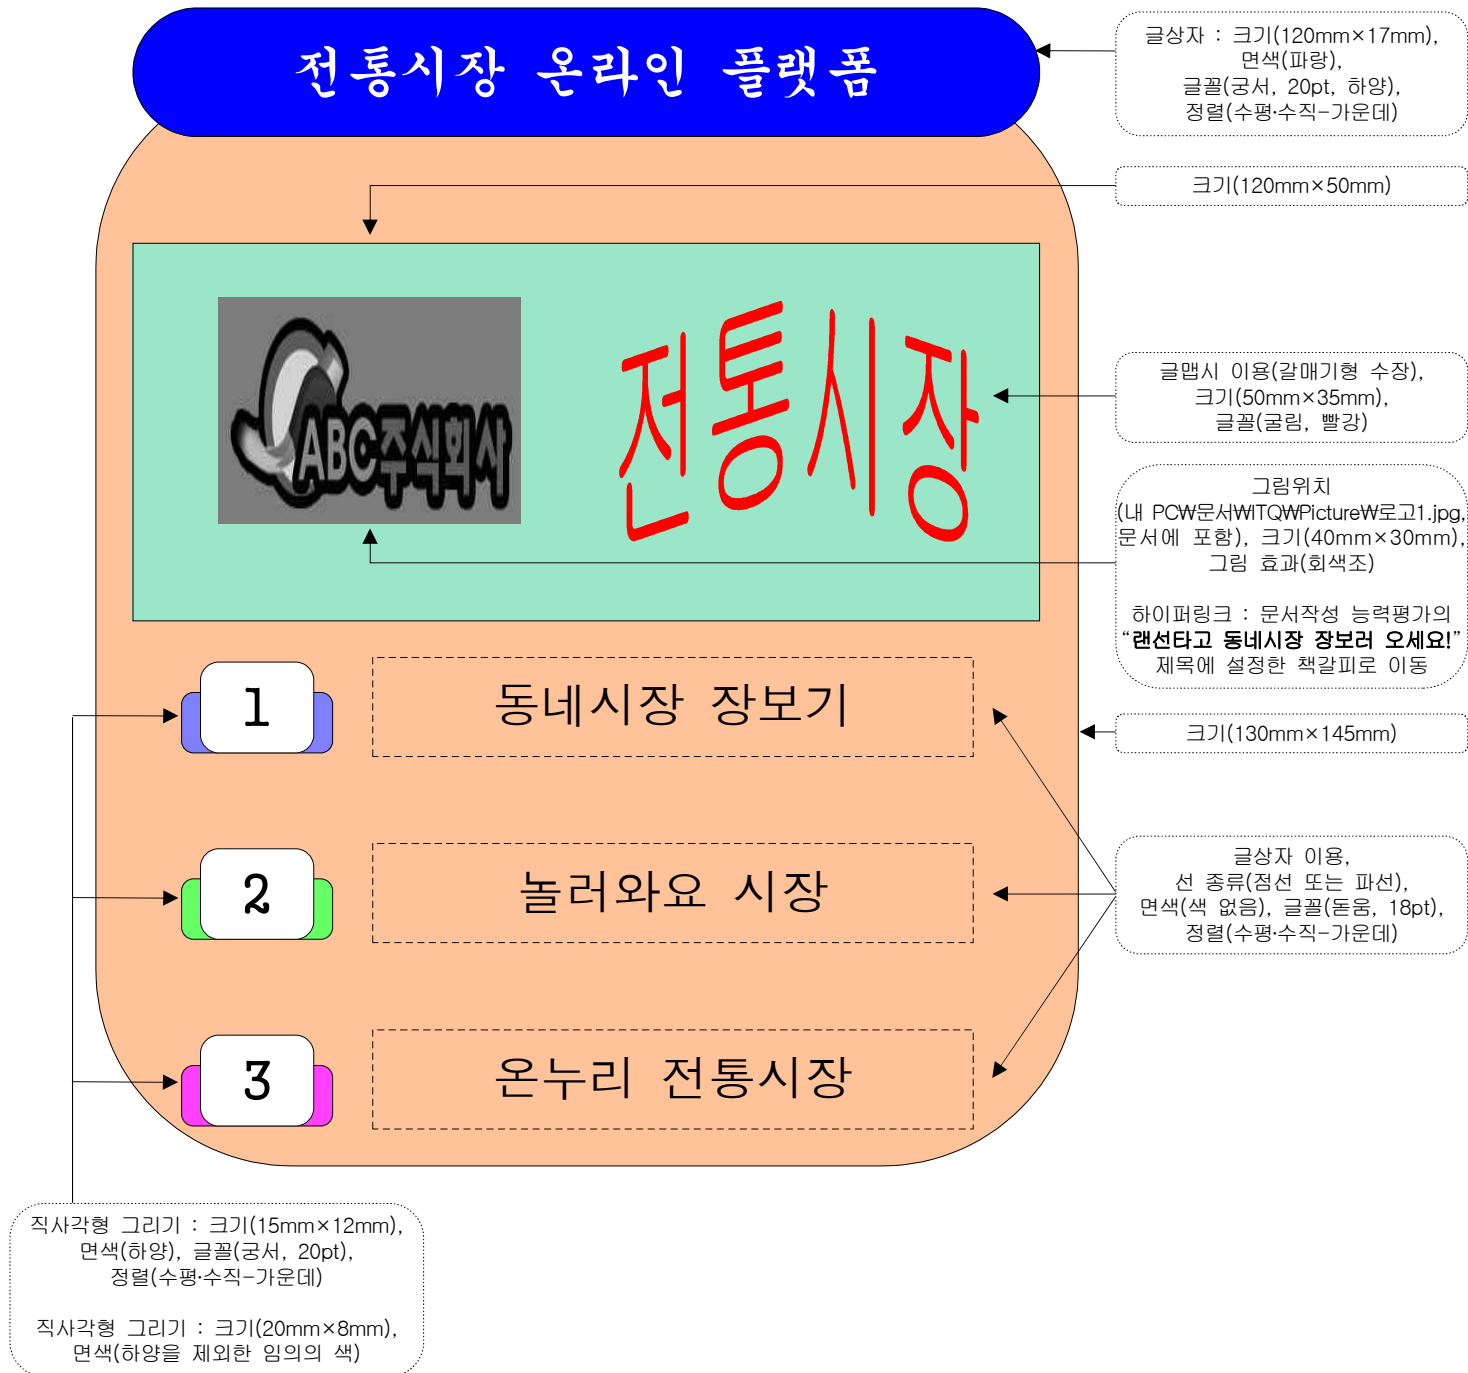 전통시장 온라인 플랫폼
글상자 : 크기(120mm×17mm),
면색(파랑),
글꼴(궁서, 20pt, 하양),
정렬(수평·수직-가운데)
크기(120mm×50mm)
ABC주식회사
전통시장
글맵시 이용(갈매기형 수장),
크기(50mm×35mm),
글꼴(굴림, 빨강)
그림위치
(내 PC₩문서₩ITQ₩Picture₩로고1.jpg,
문서에 포함), 크기(40mm×30mm),
그림 효과(회색조)
하이퍼링크 : 문서작성 능력평가의
“랜선타고 동네시장 장보러 오세요!”
제목에 설정한 책갈피로 이동
1
동네시장 장보기
크기(130mm×145mm)
2
놀러와요 시장
글상자 이용,
선 종류(점선 또는 파선),
면색(색 없음), 글꼴(돋움, 18pt),
정렬(수평·수직-가운데)
3
온누리 전통시장
직사각형 그리기 : 크기(15mm×12mm),
면색(하양), 글꼴(궁서, 20pt),
정렬(수평·수직-가운데)
직사각형 그리기 : 크기(20mm×8mm),
면색(하양을 제외한 임의의 색)